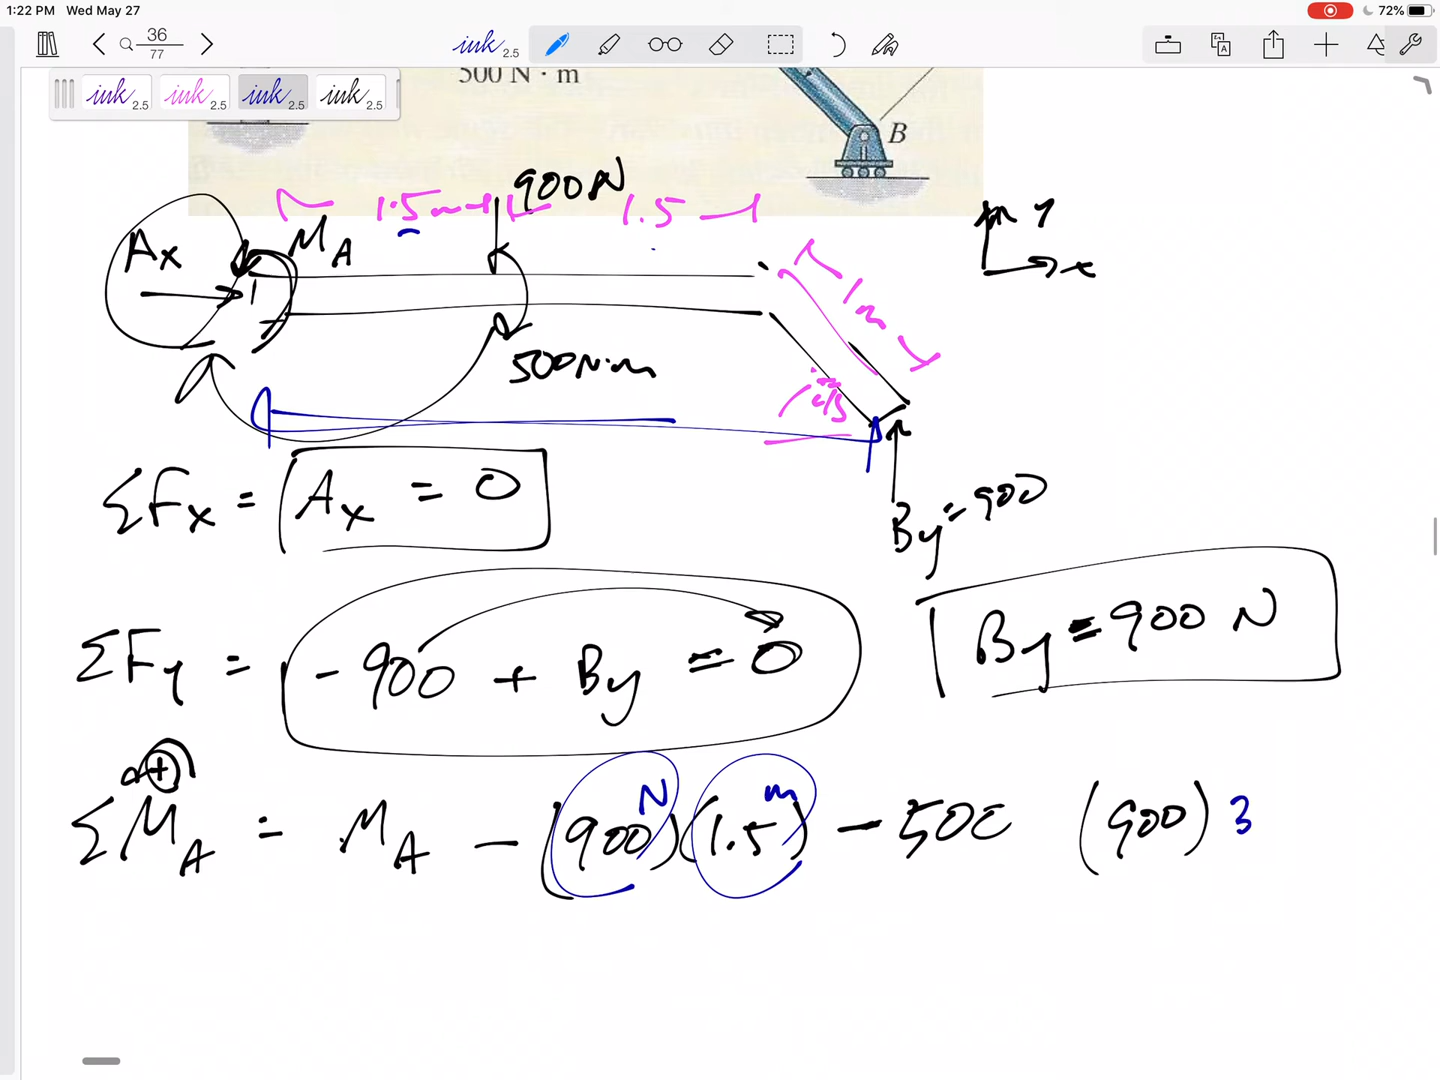 1:22 PM Wed May 27
72%
36
77
ink 2.5
ink 2.5 ink 2.5 ink 2.5 ink 2.5
500 N · m
B
900N
1.5m 1.5
Ax MA
y
x
1m
500N·m
By=900
ΣFx = Ax = 0
ΣFy = -900 + By = 0
By = 900 N
+
ΣMA = MA - (900 N)(1.5 m) - 500 (900) 3